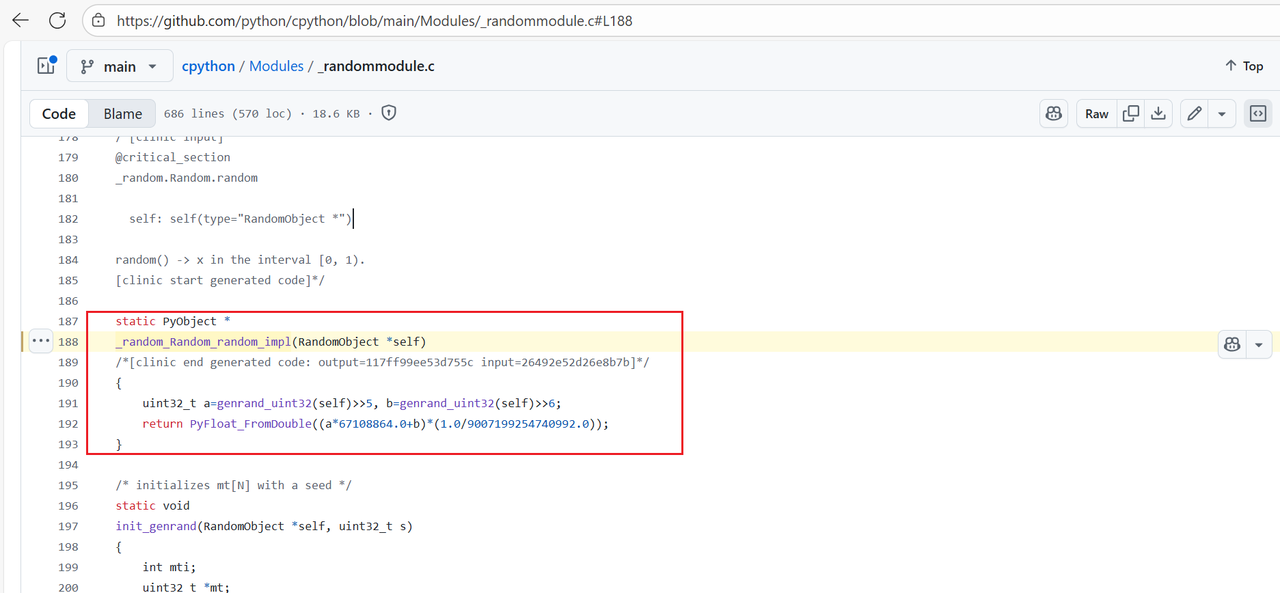 https://github.com/python/cpython/blob/main/Modules/_randommodule.c#L188
main cpython / Modules / _randommodule.c Top
Code Blame 686 lines (570 loc) · 18.6 KB · Raw
178 /*[clinic input]
179 @critical_section
180 _random.Random.random
181
182 self: self(type="RandomObject *")
183
184 random() -> x in the interval [0, 1).
185 [clinic start generated code]*/
186
187 static PyObject *
188 _random_Random_random_impl(RandomObject *self)
189 /*[clinic end generated code: output=117ff99ee53d755c input=26492e52d26e8b7b]*/
190 {
191 uint32_t a=genrand_uint32(self)>>5, b=genrand_uint32(self)>>6;
192 return PyFloat_FromDouble((a*67108864.0+b)*(1.0/9007199254740992.0));
193 }
194
195 /* initializes mt[N] with a seed */
196 static void
197 init_genrand(RandomObject *self, uint32_t s)
198 {
199 int mti;
200 uint32_t *mt;